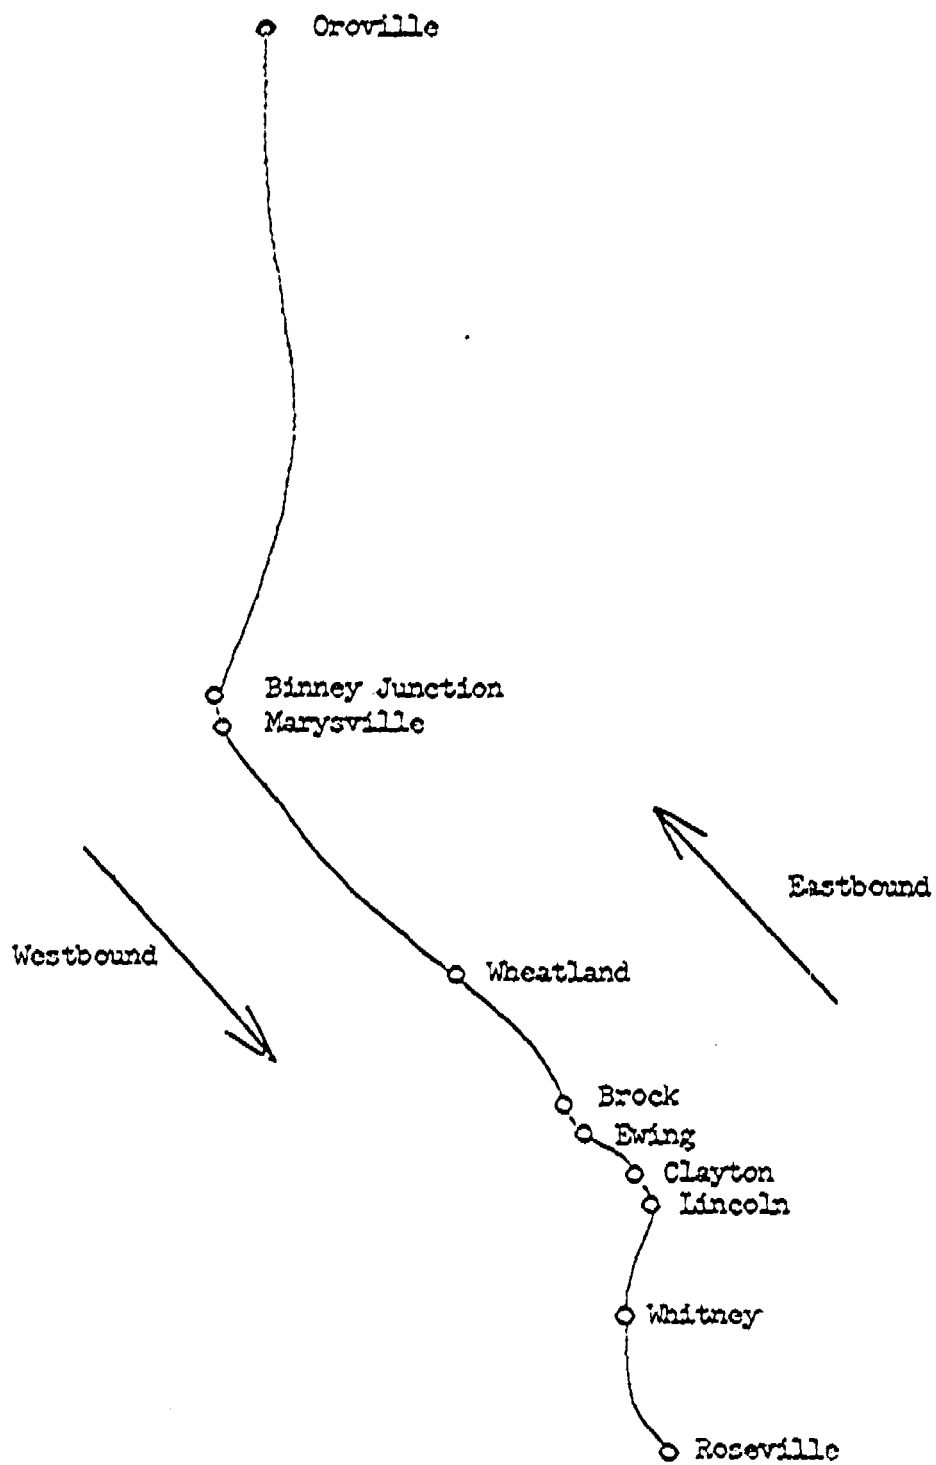 Oroville
Binney Junction
Marysville
Eastbound
Westbound
Wheatland
Brock
Ewing
Clayton
Lincoln
Whitney
Roseville